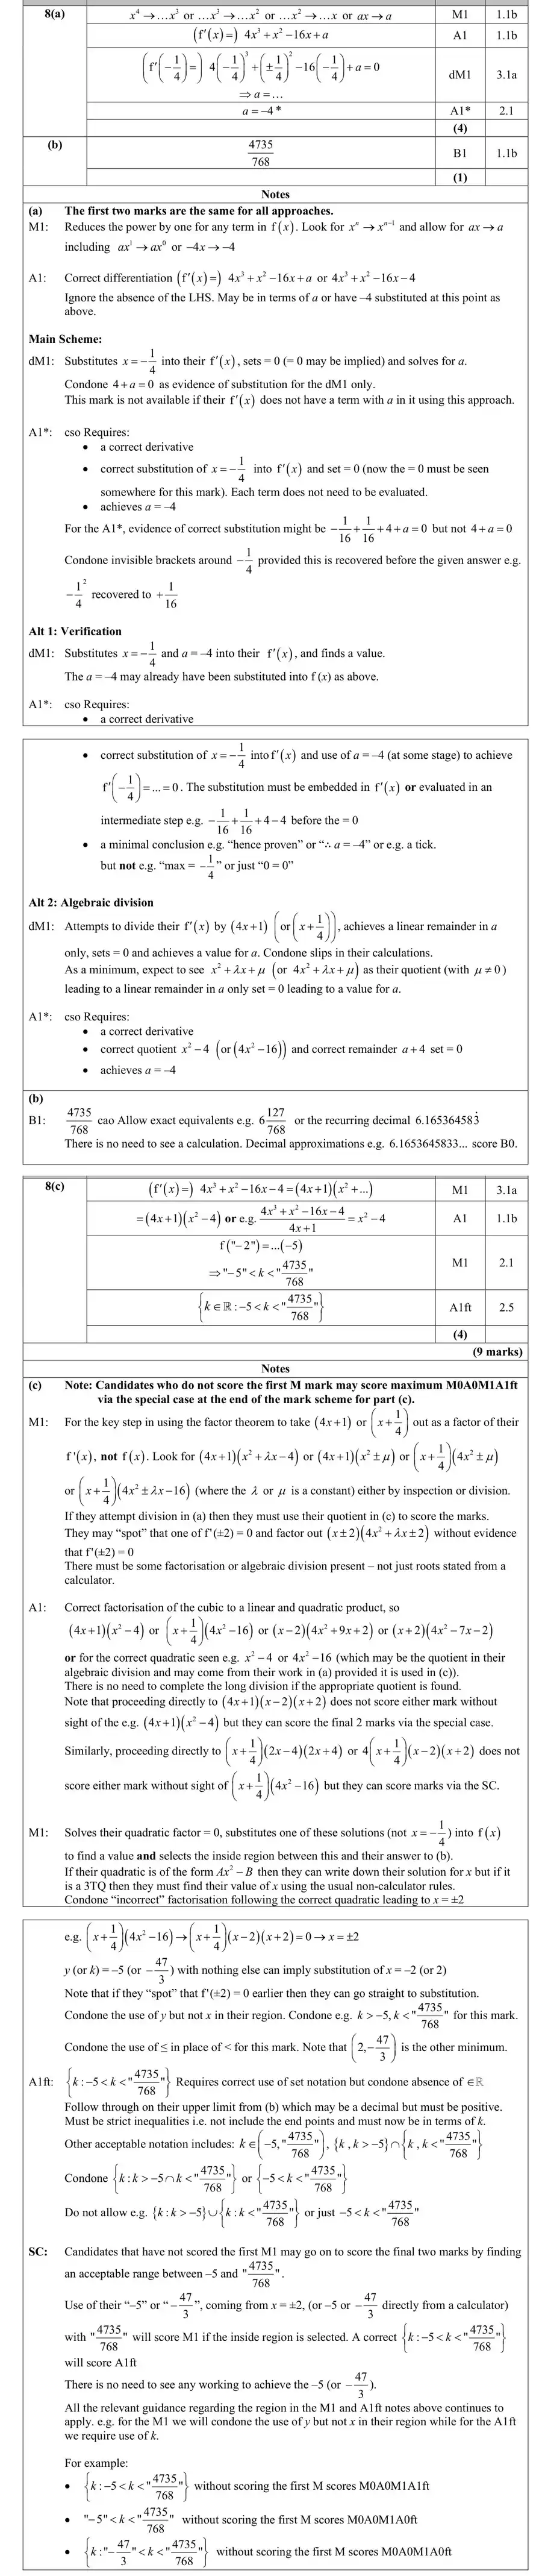 8(a) x⁴ → …x³ or …x³ → …x² or …x² → …x or ax → a M1 1.1b
(f′(x) =) 4x³ + x² − 16x + a A1 1.1b
(f′(−1/4) =) 4(−1/4)³ + (±1/4)² − 16(−1/4) + a = 0 dM1 3.1a
⇒ a = …
a = −4 * A1* 2.1
(4)
(b) 4735/768 B1 1.1b
(1)
Notes
(a) The first two marks are the same for all approaches.
M1: Reduces the power by one for any term in f(x). Look for xⁿ → xⁿ⁻¹ and allow for ax → a
including ax¹ → ax⁰ or −4x → −4
A1: Correct differentiation (f′(x) =) 4x³ + x² − 16x + a or 4x³ + x² − 16x − 4
Ignore the absence of the LHS. May be in terms of a or have −4 substituted at this point as
above.
Main Scheme:
dM1: Substitutes x = −1/4 into their f′(x), sets = 0 (= 0 may be implied) and solves for a.
Condone 4 + a = 0 as evidence of substitution for the dM1 only.
This mark is not available if their f′(x) does not have a term with a in it using this approach.
A1*: cso Requires:
• a correct derivative
• correct substitution of x = −1/4 into f′(x) and set = 0 (now the = 0 must be seen
somewhere for this mark). Each term does not need to be evaluated.
• achieves a = –4
For the A1*, evidence of correct substitution might be −1/16 + 1/16 + 4 + a = 0 but not 4 + a = 0
Condone invisible brackets around −1/4 provided this is recovered before the given answer e.g.
−1/4² recovered to +1/16
Alt 1: Verification
dM1: Substitutes x = −1/4 and a = –4 into their f′(x), and finds a value.
The a = –4 may already have been substituted into f (x) as above.
A1*: cso Requires:
• a correct derivative
• correct substitution of x = −1/4 into f′(x) and use of a = –4 (at some stage) to achieve
f′(−1/4) = ... = 0. The substitution must be embedded in f′(x) or evaluated in an
intermediate step e.g. −1/16 + 1/16 + 4 − 4 before the = 0
• a minimal conclusion e.g. “hence proven” or “∴ a = –4” or e.g. a tick.
but not e.g. “max = −1/4” or just “0 = 0”
Alt 2: Algebraic division
dM1: Attempts to divide their f′(x) by (4x+1) (or (x + 1/4)), achieves a linear remainder in a
only, sets = 0 and achieves a value for a. Condone slips in their calculations.
As a minimum, expect to see x² + λx + μ (or 4x² + λx + μ) as their quotient (with μ ≠ 0)
leading to a linear remainder in a only set = 0 leading to a value for a.
A1*: cso Requires:
• a correct derivative
• correct quotient x² − 4 (or (4x² − 16)) and correct remainder a + 4 set = 0
• achieves a = –4
(b)
B1: 4735/768 cao Allow exact equivalents e.g. 6 127/768 or the recurring decimal 6.165364583̇
There is no need to see a calculation. Decimal approximations e.g. 6.1653645833... score B0.
8(c) (f′(x) =) 4x³ + x² − 16x − 4 = (4x+1)(x² + ...) M1 3.1a
= (4x+1)(x² − 4) or e.g. (4x³ + x² − 16x − 4)/(4x+1) = x² − 4 A1 1.1b
f("−2") = ...(−5)
⇒ "−5" < k < "4735/768" M1 2.1
{k ∈ ℝ : −5 < k < "4735/768"} A1ft 2.5
(4)
(9 marks)
Notes
(c) Note: Candidates who do not score the first M mark may score maximum M0A0M1A1ft
via the special case at the end of the mark scheme for part (c).
M1: For the key step in using the factor theorem to take (4x+1) or (x + 1/4) out as a factor of their
f '(x), not f(x). Look for (4x+1)(x² + λx − 4) or (4x+1)(x² ± μ) or (x + 1/4)(4x² ± μ)
or (x + 1/4)(4x² ± λx − 16) (where the λ or μ is a constant) either by inspection or division.
If they attempt division in (a) then they must use their quotient in (c) to score the marks.
They may “spot” that one of f'(±2) = 0 and factor out (x ± 2)(4x² + λx ± 2) without evidence
that f'(±2) = 0
There must be some factorisation or algebraic division present – not just roots stated from a
calculator.
A1: Correct factorisation of the cubic to a linear and quadratic product, so
(4x+1)(x² − 4) or (x + 1/4)(4x² − 16) or (x − 2)(4x² + 9x + 2) or (x + 2)(4x² − 7x − 2)
or for the correct quadratic seen e.g. x² − 4 or 4x² − 16 (which may be the quotient in their
algebraic division and may come from their work in (a) provided it is used in (c)).
There is no need to complete the long division if the appropriate quotient is found.
Note that proceeding directly to (4x+1)(x − 2)(x + 2) does not score either mark without
sight of the e.g. (4x+1)(x² − 4) but they can score the final 2 marks via the special case.
Similarly, proceeding directly to (x + 1/4)(2x − 4)(2x + 4) or 4(x + 1/4)(x − 2)(x + 2) does not
score either mark without sight of (x + 1/4)(4x² − 16) but they can score marks via the SC.
M1: Solves their quadratic factor = 0, substitutes one of these solutions (not x = −1/4) into f(x)
to find a value and selects the inside region between this and their answer to (b).
If their quadratic is of the form Ax² − B then they can write down their solution for x but if it
is a 3TQ then they must find their value of x using the usual non-calculator rules.
Condone “incorrect” factorisation following the correct quadratic leading to x = ±2
e.g. (x + 1/4)(4x² − 16) → (x + 1/4)(x − 2)(x + 2) = 0 → x = ±2
y (or k) = –5 (or −47/3) with nothing else can imply substitution of x = –2 (or 2)
Note that if they “spot” that f'(±2) = 0 earlier then they can go straight to substitution.
Condone the use of y but not x in their region. Condone e.g. k > −5, k < "4735/768" for this mark.
Condone the use of ≤ in place of < for this mark. Note that (2, −47/3) is the other minimum.
A1ft: {k : −5 < k < "4735/768"} Requires correct use of set notation but condone absence of ∈ ℝ
Follow through on their upper limit from (b) which may be a decimal but must be positive.
Must be strict inequalities i.e. not include the end points and must now be in terms of k.
Other acceptable notation includes: k ∈ (−5, "4735/768"), {k, k > −5} ∩ {k, k < "4735/768"}
Condone {k : k > −5 ∩ k < "4735/768"} or {−5 < k < "4735/768"}
Do not allow e.g. {k : k > −5} ∪ {k : k < "4735/768"} or just −5 < k < "4735/768"
SC: Candidates that have not scored the first M1 may go on to score the final two marks by finding
an acceptable range between –5 and "4735/768".
Use of their “–5” or “−47/3”, coming from x = ±2, (or –5 or −47/3 directly from a calculator)
with "4735/768" will score M1 if the inside region is selected. A correct {k : −5 < k < "4735/768"}
will score A1ft
There is no need to see any working to achieve the –5 (or −47/3).
All the relevant guidance regarding the region in the M1 and A1ft notes above continues to
apply. e.g. for the M1 we will condone the use of y but not x in their region while for the A1ft
we require use of k.
For example:
• {k : −5 < k < "4735/768"} without scoring the first M scores M0A0M1A1ft
• "−5" < k < "4735/768" without scoring the first M scores M0A0M1A0ft
• {k : "−47/3" < k < "4735/768"} without scoring the first M scores M0A0M1A0ft